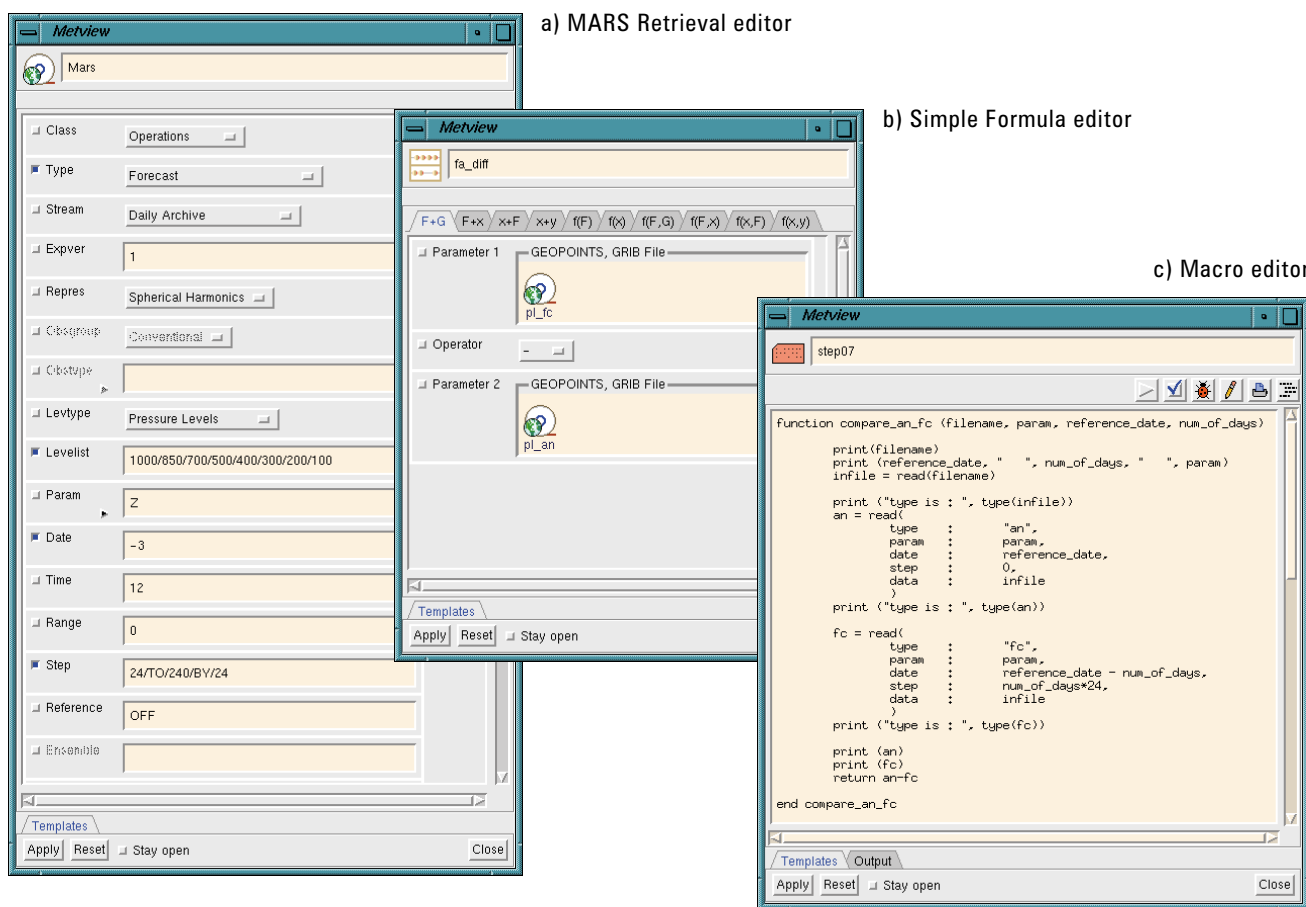 a) MARS Retrieval editor
Metview
Mars
Class Operations
Type Forecast
Stream Daily Archive
Expver 1
Repres Spherical Harmonics
Obsgroup Conventional
Obstype
Levtype Pressure Levels
Levelist 1000/850/700/500/400/300/200/100
Param Z
Date -3
Time 12
Range 0
Step 24/TO/240/BY/24
Reference OFF
Ensemble
Templates
Apply Reset Stay open Close
b) Simple Formula editor
Metview
fa_diff
F+G F+x x+F x+y f(F) f(x) f(F,G) f(F,x) f(x,F) f(x,y)
Parameter 1 GEOPOINTS, GRIB File
pl_fc
Operator -
Parameter 2 GEOPOINTS, GRIB File
pl_an
Templates
Apply Reset Stay open
c) Macro editor
Metview
step07
function compare_an_fc (filename, param, reference_date, num_of_days)
print(filename)
print (reference_date, "   ", num_of_days, "   ", param)
infile = read(filename)
print ("type is : ", type(infile))
an = read(
type : "an",
param : param,
date : reference_date,
step : 0,
data : infile
)
print ("type is : ", type(an))
fc = read(
type : "fc",
param : param,
date : reference_date - num_of_days,
step : num_of_days*24,
data : infile
)
print ("type is : ", type(fc))
print (an)
print (fc)
return an-fc
end compare_an_fc
Templates Output
Apply Reset Stay open Close